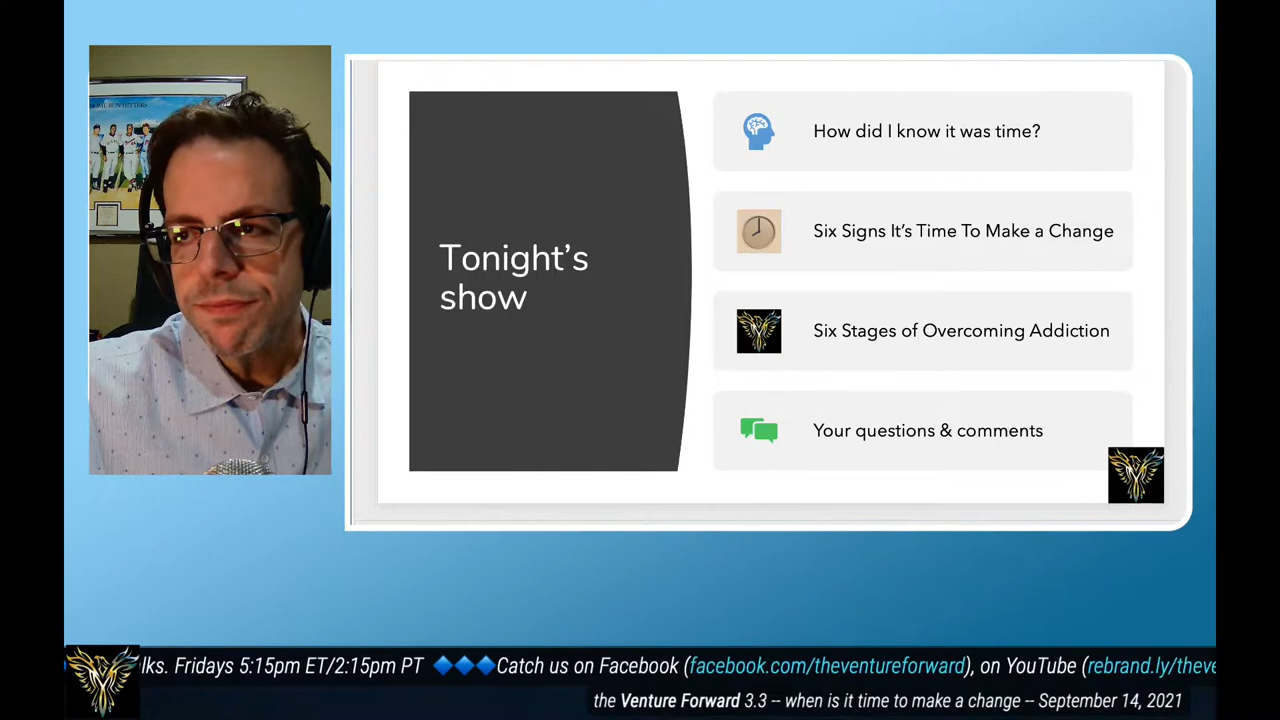 Tonight's
show
How did I know it was time?
Six Signs It's Time To Make a Change
Six Stages of Overcoming Addiction
Your questions & comments
lks. Fridays 5:15pm ET/2:15pm PT 🔷🔷🔷Catch us on Facebook (facebook.com/theventureforward), on YouTube (rebrand.ly/theve
the Venture Forward 3.3 -- when is it time to make a change -- September 14, 2021